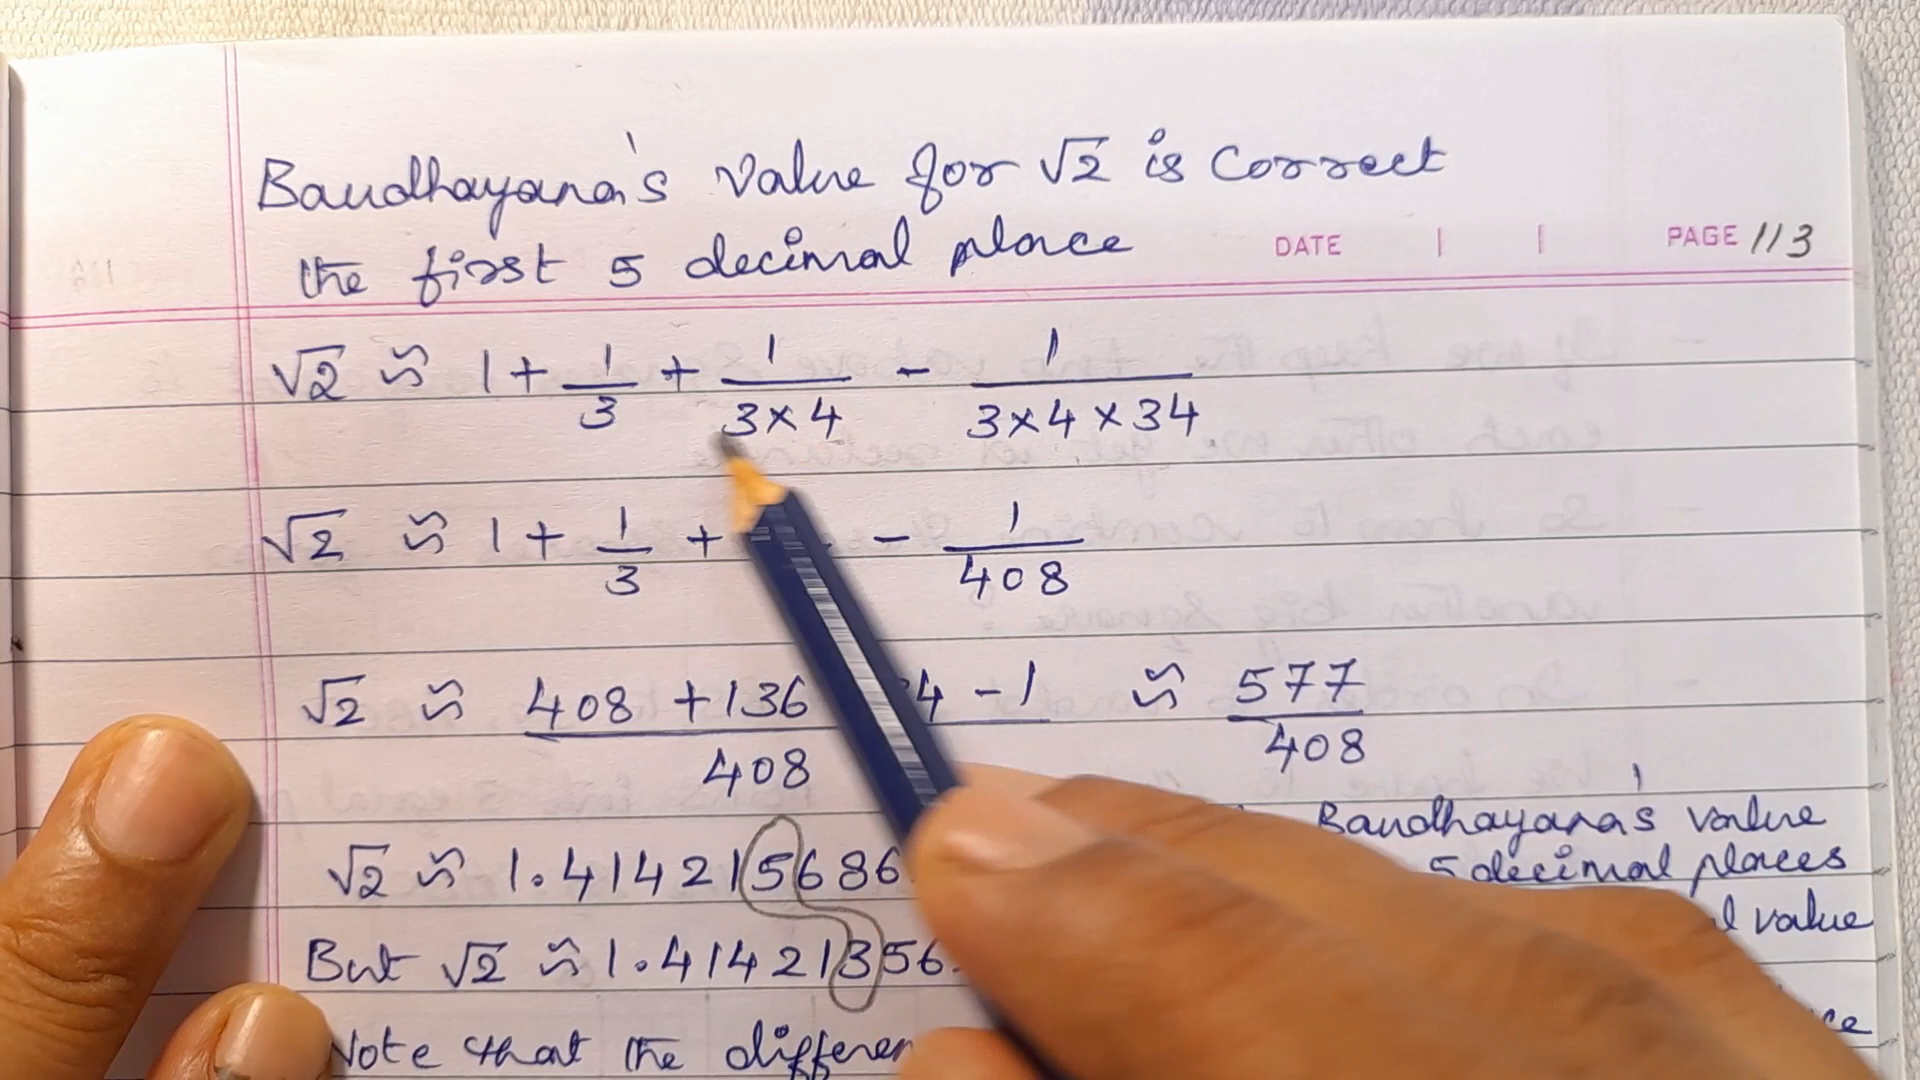 Baudhayana's value for √2 is correct
the first 5 decimal place
DATE | | PAGE 113
√2 ≈ 1 + 1/3 + 1/(3×4) - 1/(3×4×34)
√2 ≈ 1 + 1/3 + - 1/408
√2 ≈ (408 + 136 4 - 1)/408 ≈ 577/408
√2 ≈ 1.414215686
Baudhayana's value
5 decimal places
value
But √2 ≈ 1.41421356
Note that the